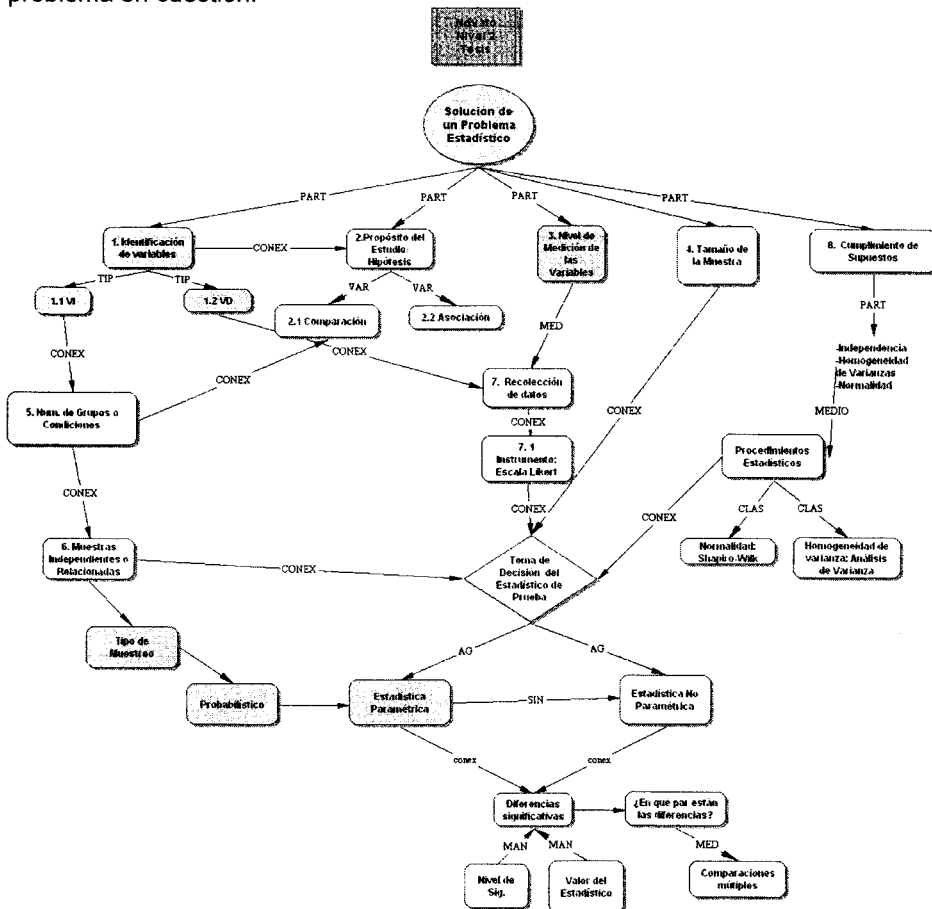 problema en cuestión.
Novato
Nivel 2
Tesis
Solución de
un Problema
Estadístico
PART
PART
PART
PART
PART
1. Identificación
de variables
CONEX
2.Propósito del
Estudio:
Hipótesis
3. Nivel de
Medición de
las
Variables
4. Tamaño de
la Muestra
8. Cumplimiento de
Supuestos
TIP
TIP
VAR
VAR
PART
1.1 VI
1.2 VD
2.1 Comparación
2.2 Asociación
MED
-Independencia
-Homogeneidad
de Varianzas
-Normalidad
CONEX
CONEX
CONEX
7. Recolección
de datos
CONEX
MEDIO
5. Num. de Grupos o
Condiciones
CONEX
7. 1
Instrumento:
Escala Likert
Procedimientos
Estadísticos
CONEX
CONEX
CONEX
CLAS
CLAS
6. Muestras
Independientes o
Relacionadas
CONEX
Toma de
Decision del
Estadístico de
Prueba
Normalidad:
Shapiro-Wilk
Homogeneidad de
varianza: Análisis
de Varianza
Tipo de
Muestreo
AG
AG
Probabilístico
Estadística
Paramétrica
SIN
Estadística No
Paramétrica
conex
conex
Diferencias
significativas
¿En que par están
las diferencias?
MAN
MAN
MED
Nivel de
Sig.
Valor del
Estadístico
Comparaciones
mútiples